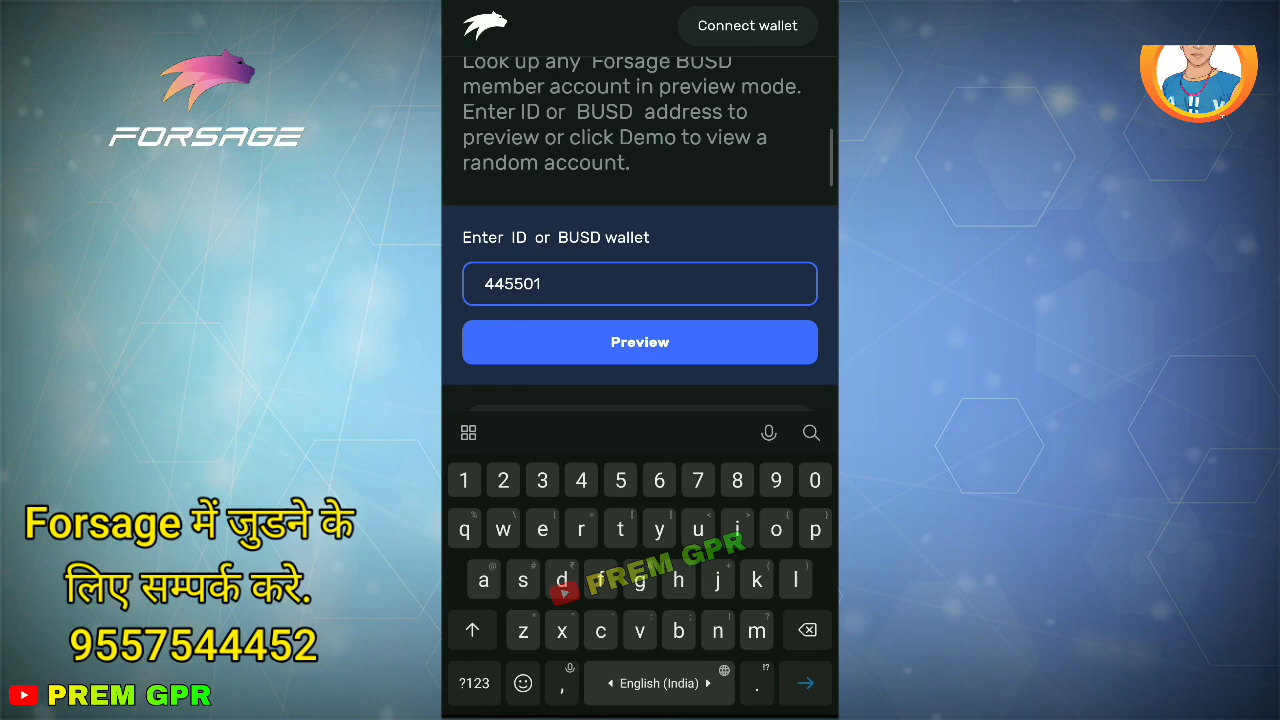 FORSAGE
Connect wallet
Look up any Forsage BUSD
member account in preview mode.
Enter ID or BUSD address to
preview or click Demo to view a
random account.
Enter ID or BUSD wallet
445501
Preview
1 2 3 4 5 6 7 8 9 0
q w e r t y u i o p
a s d f g h j k l
z x c v b n m
?123 , English (India) .
PREM GPR
Forsage में जुडने के
लिए सम्पर्क करे.
9557544452
PREM GPR